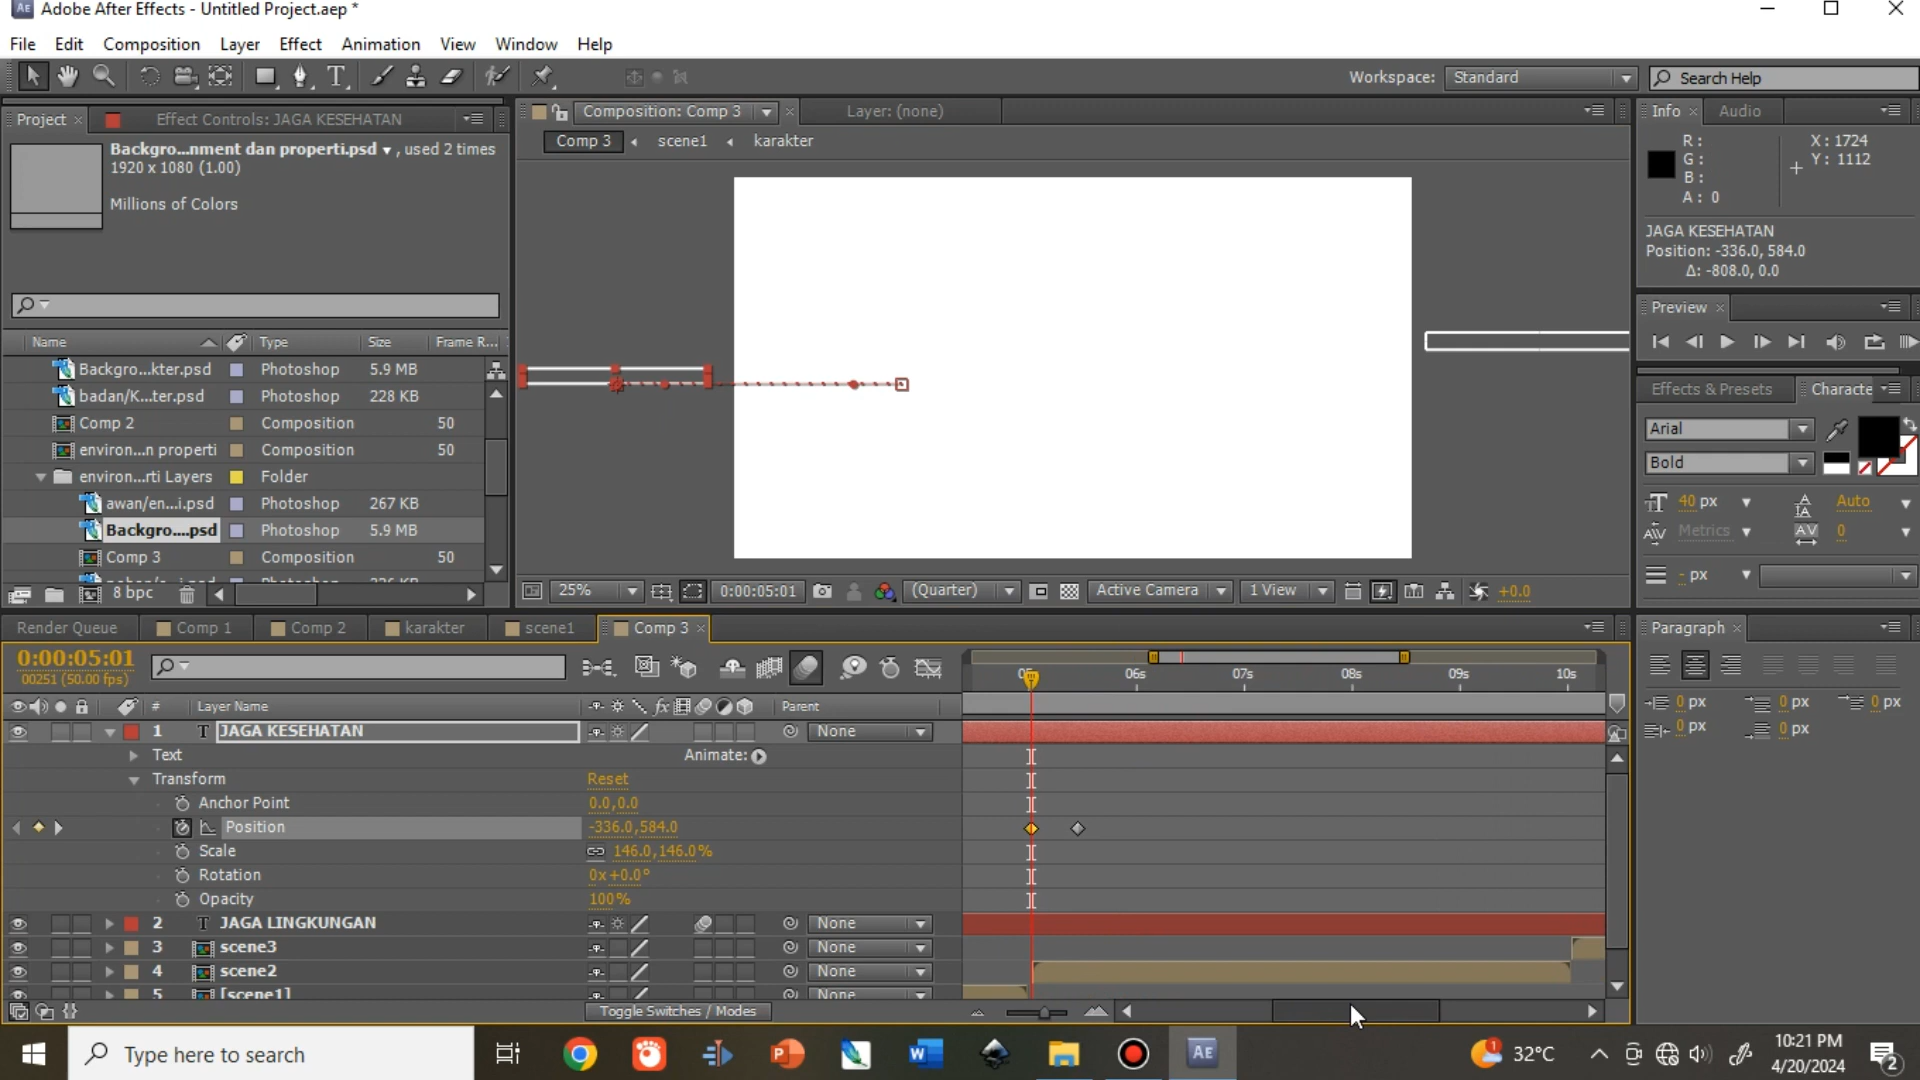 AE Adobe After Effects - Untitled Project.aep *
File Edit Composition Layer Effect Animation View Window Help
Workspace: Standard Search Help
Project × Effect Controls: JAGA KESEHATAN
Composition: Comp 3 × Layer: (none)
Info × Audio
Backgro...nment dan properti.psd ▾ , used 2 times
1920 x 1080 (1.00)
Millions of Colors
Comp 3 scene1 karakter
R : X : 1724
G : Y : 1112
B :
A : 0
JAGA KESEHATAN
Position: -336.0, 584.0
Δ: -808.0, 0.0
Preview ×
Name Type Size Frame R...
Backgro...kter.psd Photoshop 5.9 MB
badan/K...ter.psd Photoshop 228 KB
Comp 2 Composition 50
environ...n properti Composition 50
environ...rti Layers Folder
awan/en...i.psd Photoshop 267 KB
Backgro....psd Photoshop 5.9 MB
Comp 3 Composition 50
8 bpc
Effects & Presets Characte
Arial
Bold
40 px Auto
Metrics 0
- px
25% 0:00:05:01 (Quarter) Active Camera 1 View +0.0
Render Queue Comp 1 Comp 2 karakter scene1 Comp 3 ×
Paragraph ×
0 px 0 px 0 px
0 px 0 px
0:00:05:01
00251 (50.00 fps)
06s 07s 08s 09s 10s
# Layer Name fx Parent
1 T JAGA KESEHATAN None
Text Animate:
Transform Reset
Anchor Point 0.0,0.0
Position -336.0,584.0
Scale 146.0,146.0%
Rotation 0x+0.0°
Opacity 100%
2 T JAGA LINGKUNGAN None
3 scene3 None
4 scene2 None
5 [scene1] None
Toggle Switches / Modes
Type here to search
AE
1 32°C
10:21 PM
4/20/2024
2